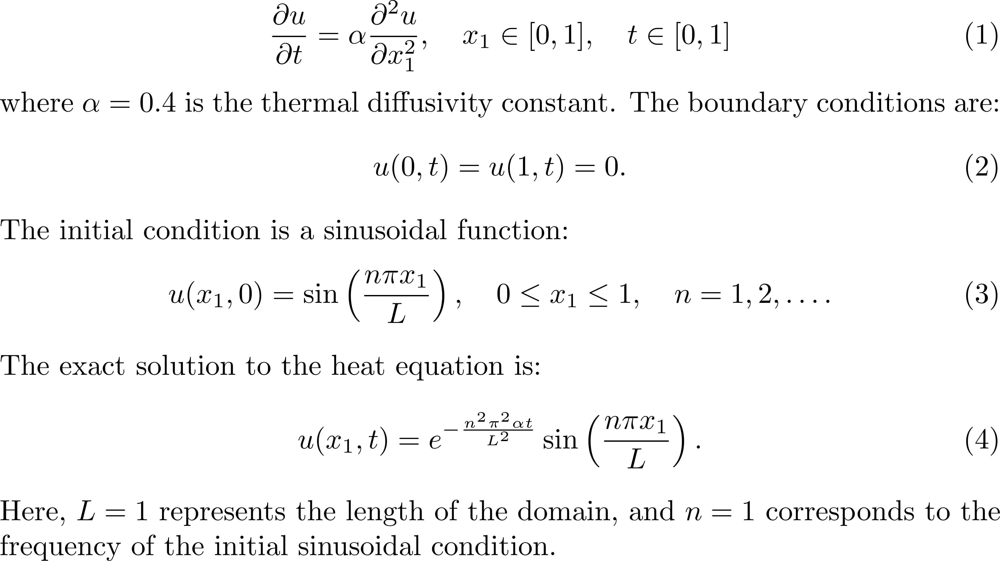 \frac{\partial u}{\partial t} = \alpha \frac{\partial^2 u}{\partial x_1^2}, \quad x_1 \in [0, 1], \quad t \in [0, 1] \quad (1)
where α = 0.4 is the thermal diffusivity constant. The boundary conditions are:
u(0, t) = u(1, t) = 0. \quad (2)
The initial condition is a sinusoidal function:
u(x_1, 0) = \sin\left(\frac{n\pi x_1}{L}\right), \quad 0 \leq x_1 \leq 1, \quad n = 1, 2, \ldots. \quad (3)
The exact solution to the heat equation is:
u(x_1, t) = e^{-\frac{n^2\pi^2\alpha t}{L^2}} \sin\left(\frac{n\pi x_1}{L}\right). \quad (4)
Here, L = 1 represents the length of the domain, and n = 1 corresponds to the
frequency of the initial sinusoidal condition.